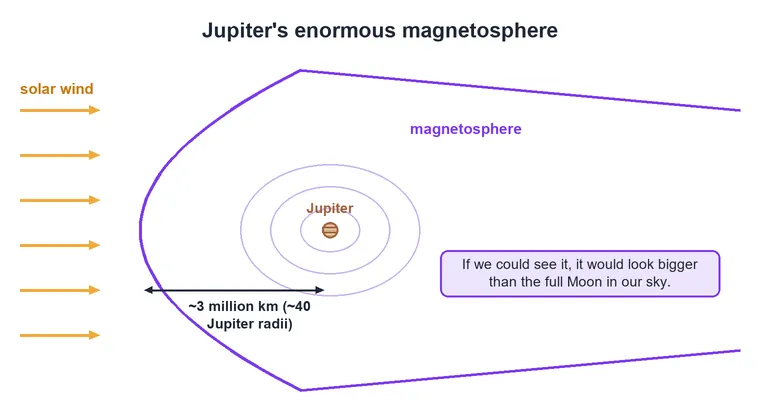 Jupiter's enormous magnetosphere
solar wind
magnetosphere
Jupiter
If we could see it, it would look bigger
than the full Moon in our sky.
~3 million km (~40
Jupiter radii)